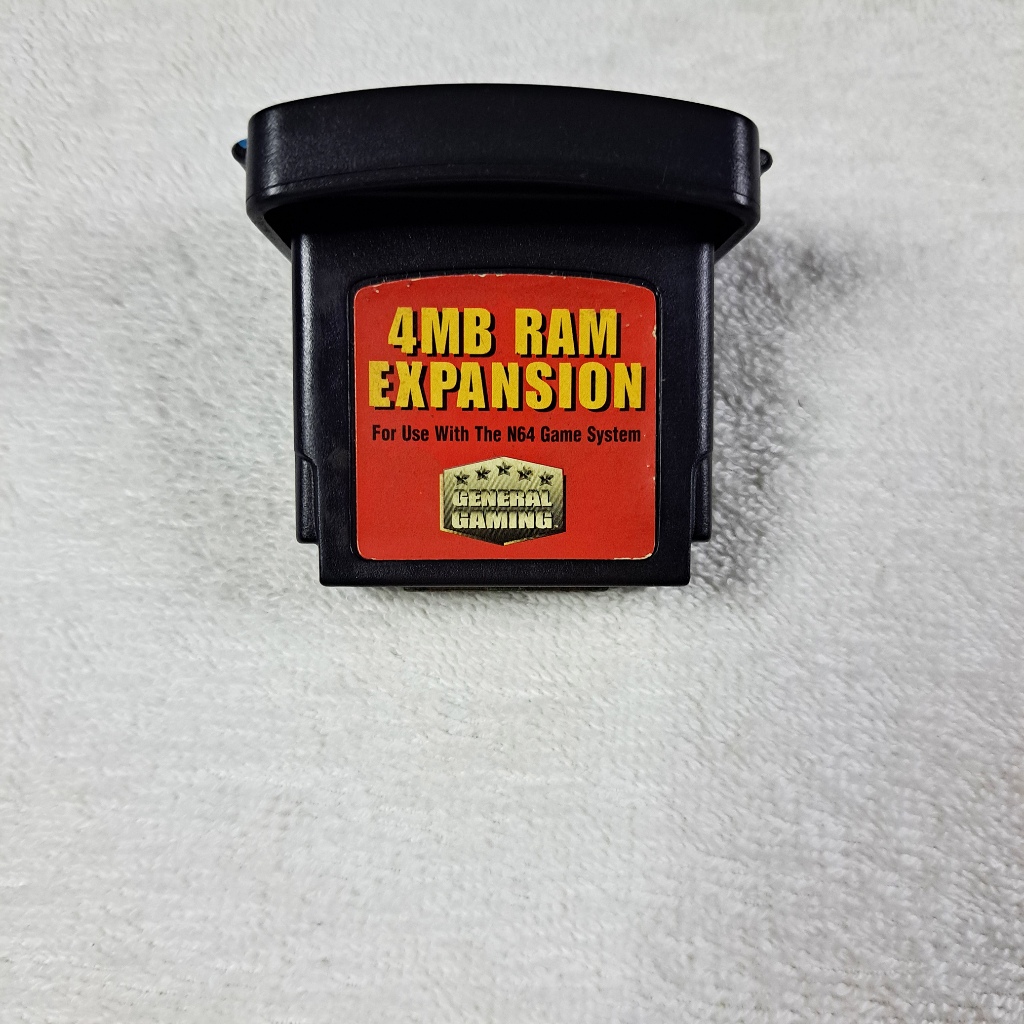 4MB RAM
EXPANSION
For Use With The N64 Game System
GENERAL
GAMING